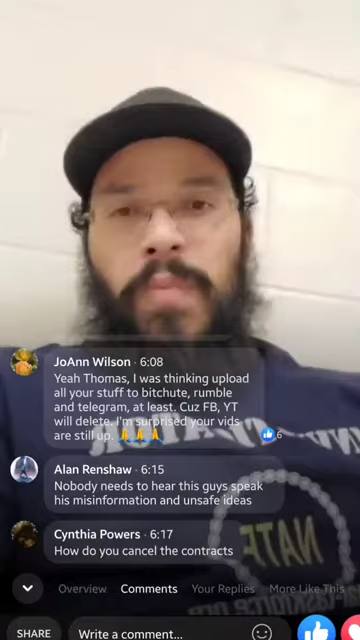 JoAnn Wilson · 6:08
Yeah Thomas, I was thinking upload
all your stuff to bitchute, rumble
and telegram, at least. Cuz FB, YT
will delete. I'm surprised your vids
are still up. 🙏🙏🙏
6
Alan Renshaw · 6:15
Nobody needs to hear this guys speak
his misinformation and unsafe ideas
Cynthia Powers · 6:17
How do you cancel the contracts
NATF
Overview Comments Your Replies More Like This
SHARE Write a comment...